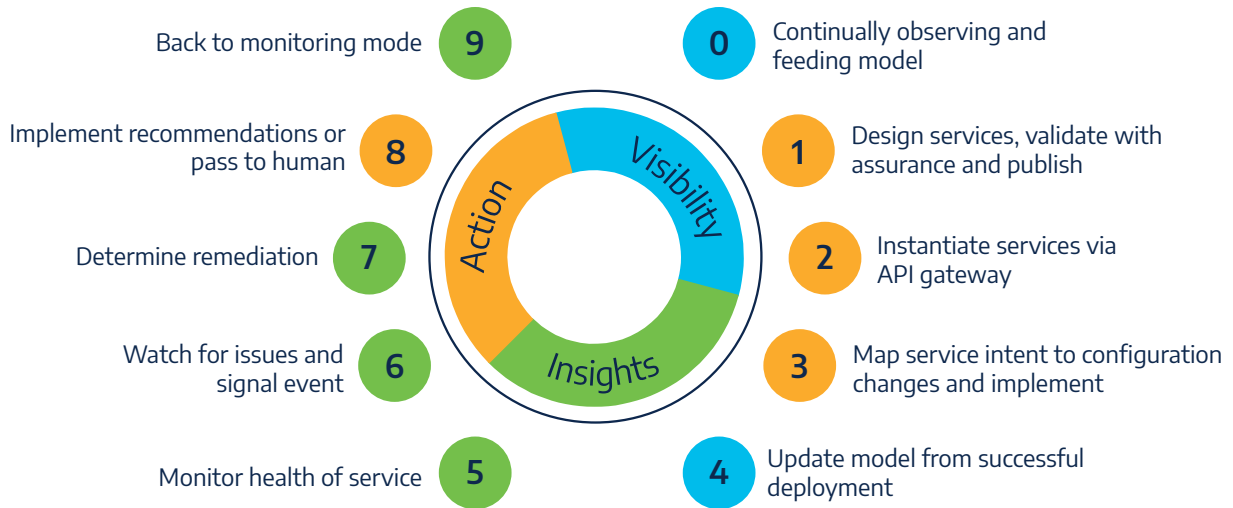 0
Continually observing and
feeding model
1
Design services, validate with
assurance and publish
2
Instantiate services via
API gateway
3
Map service intent to configuration
changes and implement
4
Update model from successful
deployment
5
Monitor health of service
6
Watch for issues and
signal event
7
Determine remediation
8
Implement recommendations or
pass to human
9
Back to monitoring mode
Visibility
Insights
Action